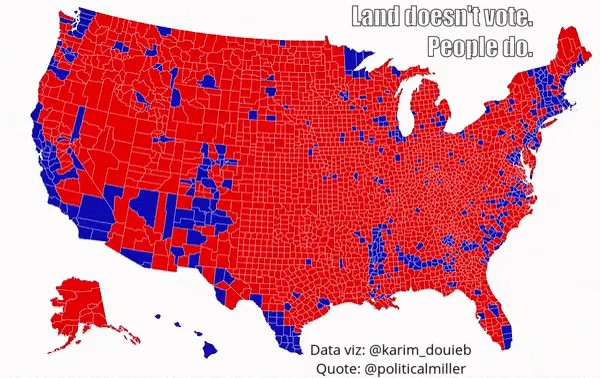 Land doesn't vote.
People do.
Data viz: @karim_douieb
Quote: @politicalmiller